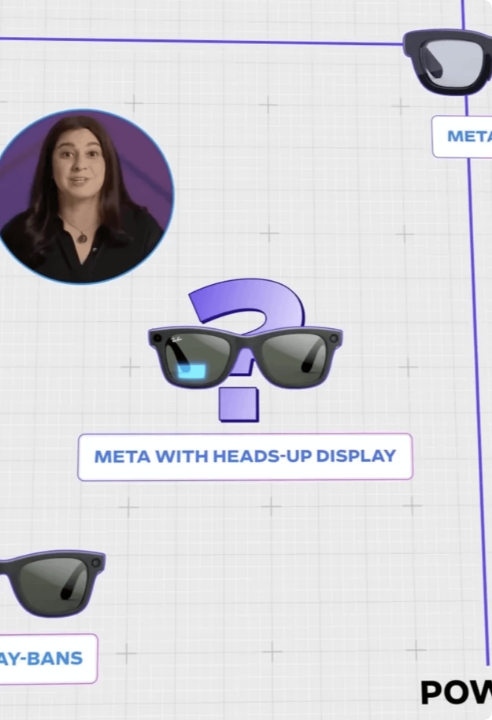 META
META WITH HEADS-UP DISPLAY
AY-BANS
POW